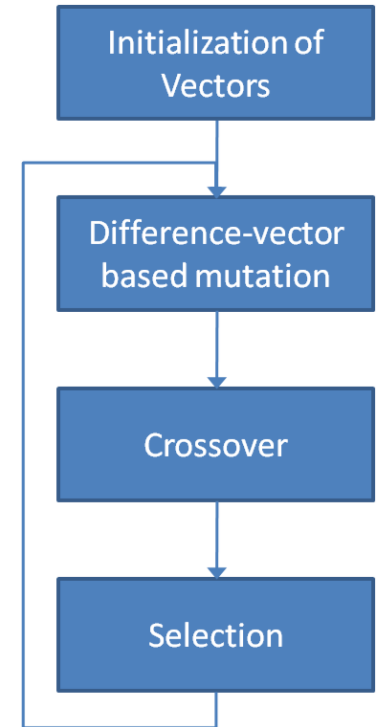 Initialization of
Vectors
Difference-vector
based mutation
Crossover
Selection